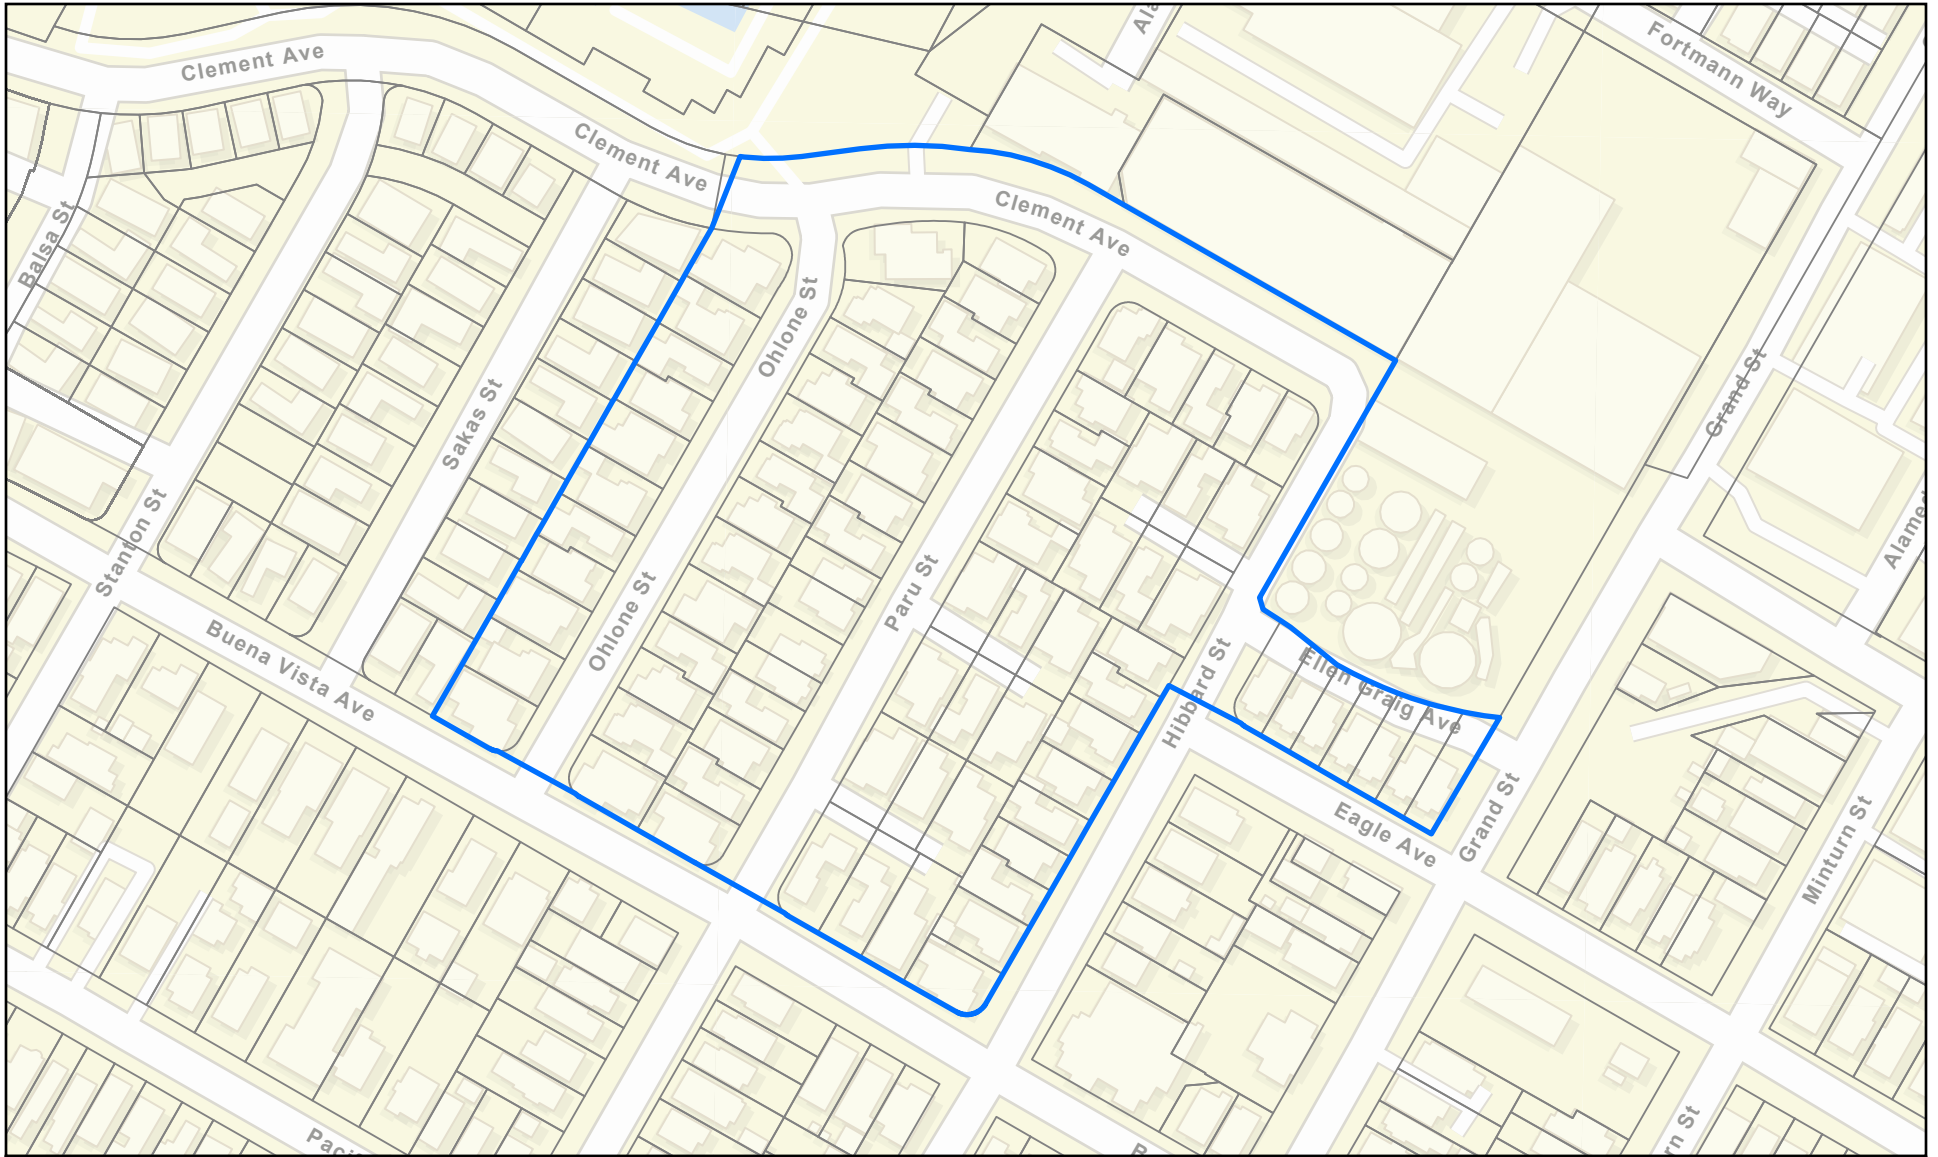 Clement Ave
Fortmann Way
Clement Ave
Clement Ave
Balsa St
Ohlone St
Grand St
Sakas St
Stanton St
Paru St
Ohlone St
Buena Vista Ave
Hibbard St
Ellen Graig Ave
Eagle Ave
Grand St
Minturn St